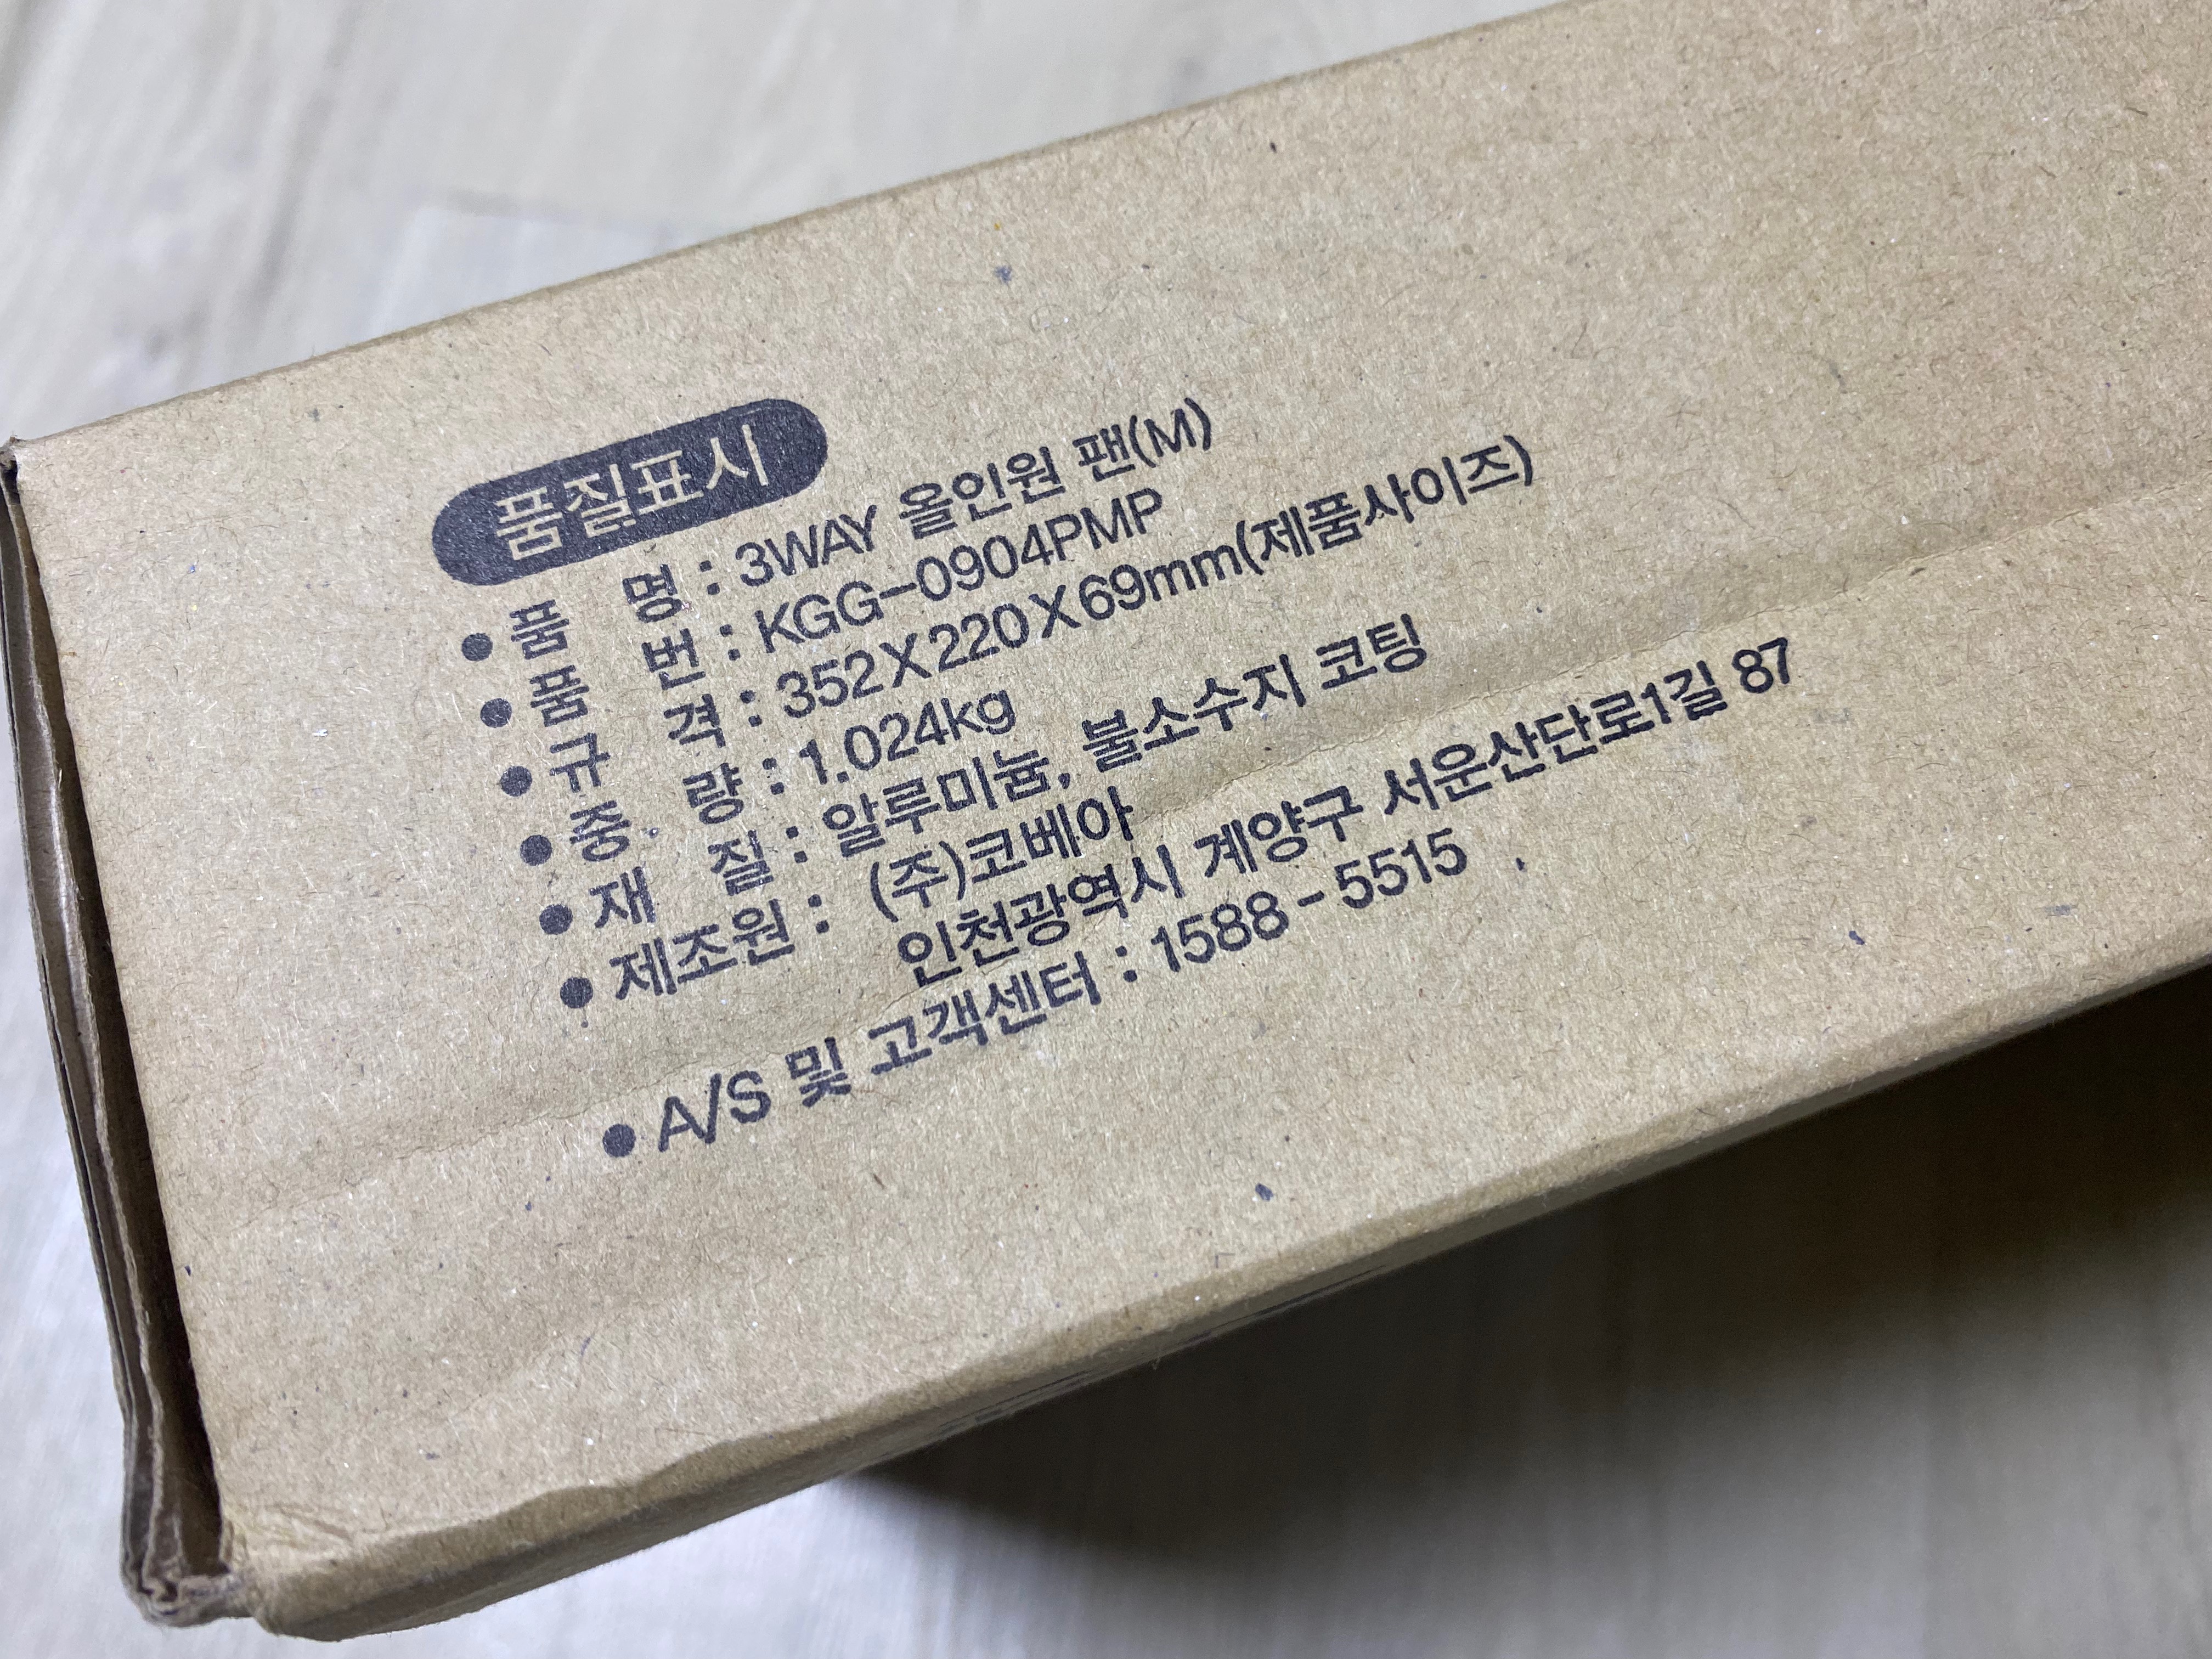 품질표시
● 품 명 : 3WAY 올인원 팬(M)
● 품 번 : KGG-0904PMP
● 규 격 : 352X220X69mm(제품사이즈)
● 중 량 : 1.024kg
● 재 질 : 알루미늄, 불소수지 코팅
● 제조원 : (주)코베아
인천광역시 계양구 서운산단로1길 87
● A/S 및 고객센터 : 1588-5515